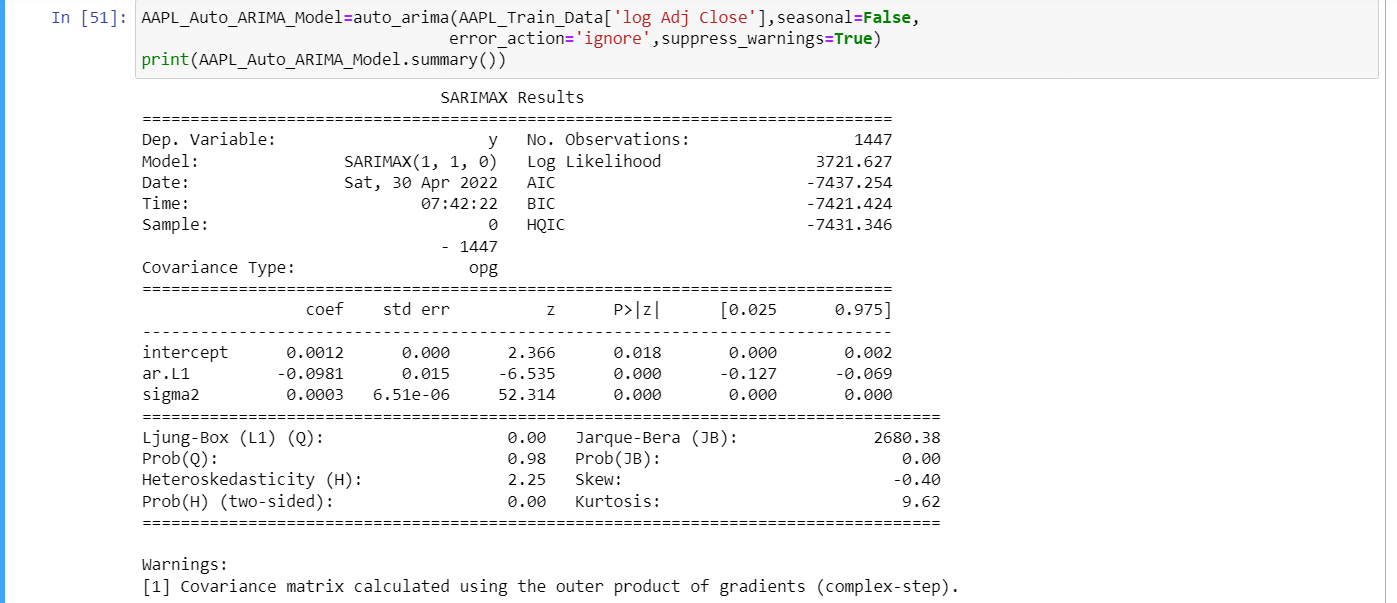 In [51]: AAPL_Auto_ARIMA_Model=auto_arima(AAPL_Train_Data['log Adj Close'],seasonal=False,
                                error_action='ignore',suppress_warnings=True)
print(AAPL_Auto_ARIMA_Model.summary())
                               SARIMAX Results
==============================================================================
Dep. Variable:                      y   No. Observations:                 1447
Model:               SARIMAX(1, 1, 0)   Log Likelihood                3721.627
Date:                Sat, 30 Apr 2022   AIC                          -7437.254
Time:                        07:42:22   BIC                          -7421.424
Sample:                             0   HQIC                         -7431.346
                               - 1447
Covariance Type:                  opg
==============================================================================
                 coef    std err          z      P>|z|      [0.025      0.975]
------------------------------------------------------------------------------
intercept      0.0012      0.000      2.366      0.018       0.000       0.002
ar.L1         -0.0981      0.015     -6.535      0.000      -0.127      -0.069
sigma2         0.0003   6.51e-06     52.314      0.000       0.000       0.000
===================================================================================
Ljung-Box (L1) (Q):                   0.00   Jarque-Bera (JB):              2680.38
Prob(Q):                              0.98   Prob(JB):                         0.00
Heteroskedasticity (H):               2.25   Skew:                            -0.40
Prob(H) (two-sided):                  0.00   Kurtosis:                         9.62
===================================================================================
Warnings:
[1] Covariance matrix calculated using the outer product of gradients (complex-step).